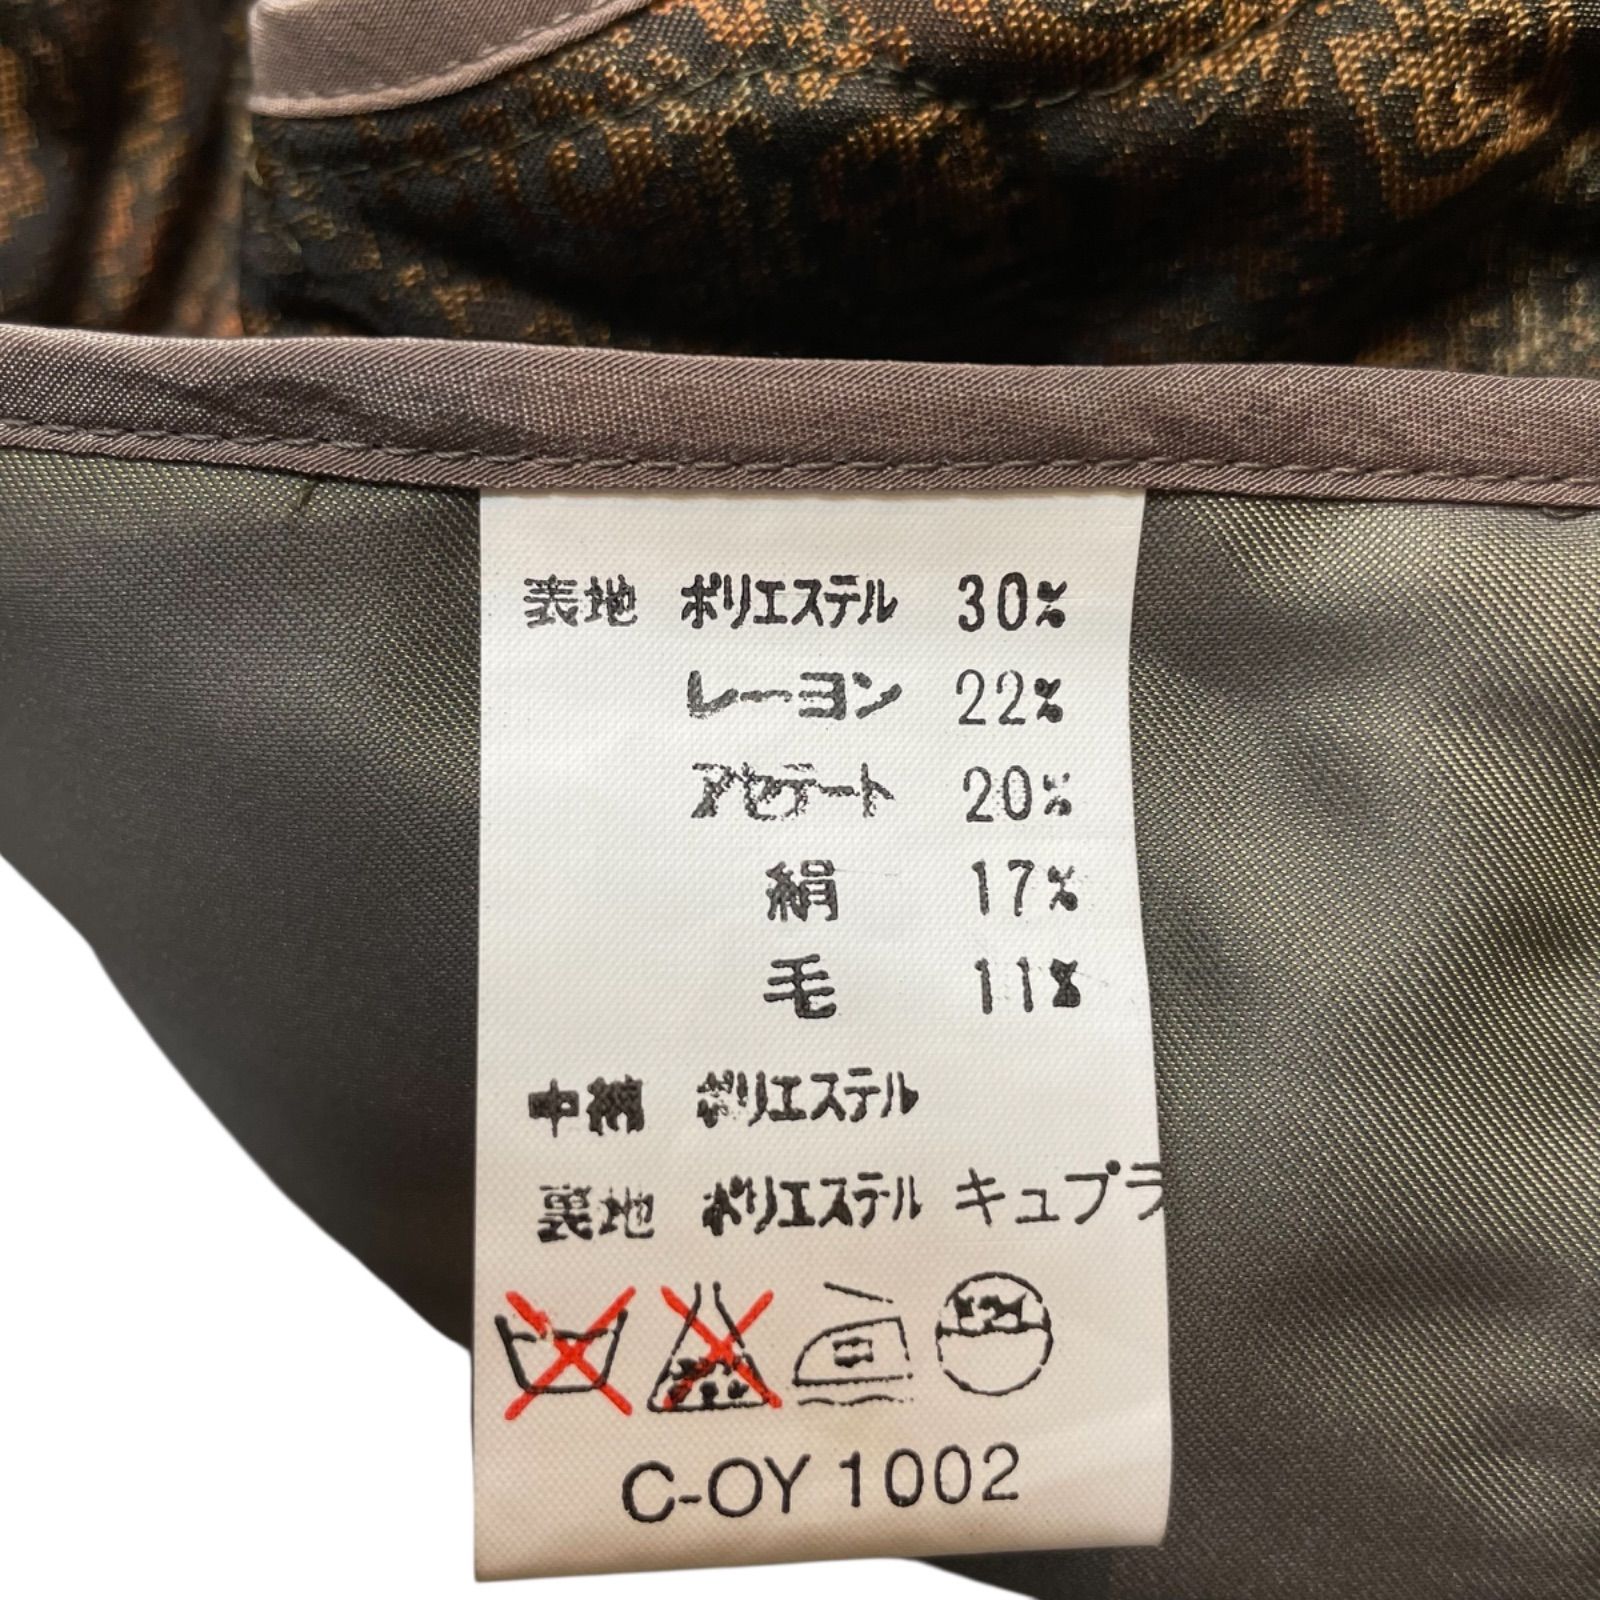 表地 ポリエステル 30%
レーヨン 22%
アセテート 20%
絹 17%
毛 11%
中綿 ポリエステル
裏地 ポリエステル キュプラ
中
C-OY 1002